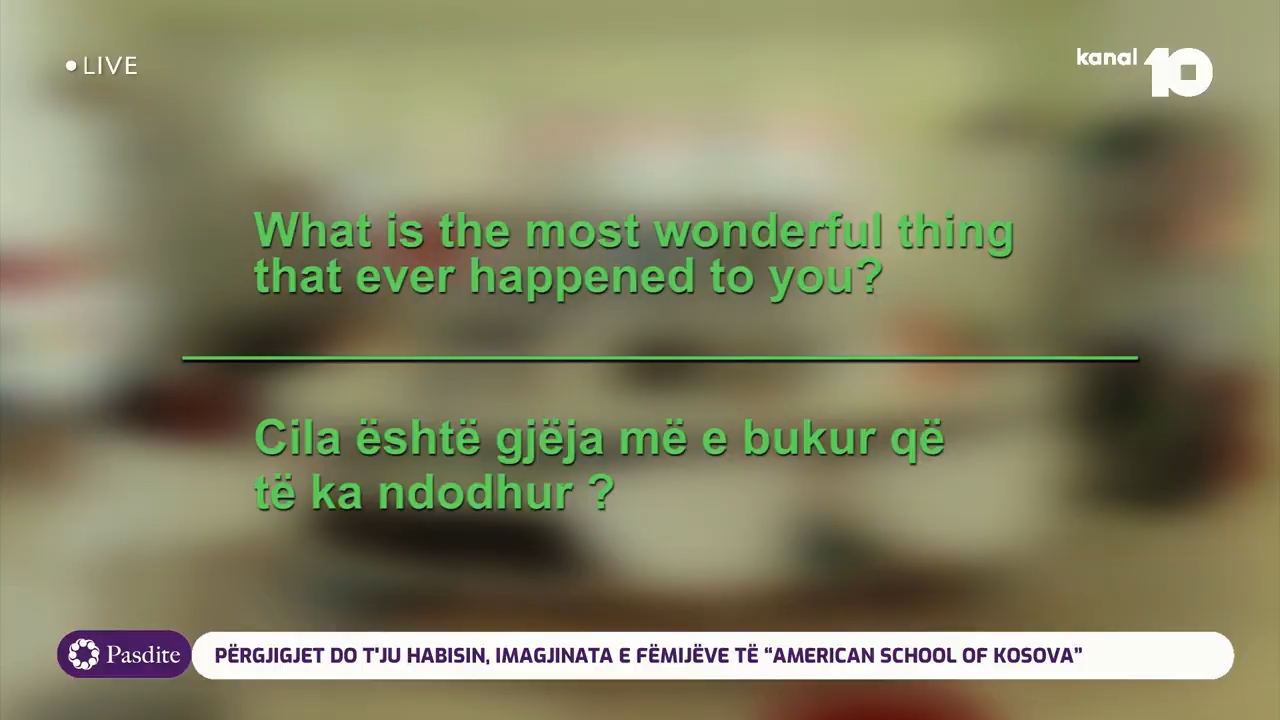 LIVE
kanal 10
What is the most wonderful thing
that ever happened to you?
Cila është gjëja më e bukur që
të ka ndodhur ?
Pasdite
PËRGJIGJET DO T'JU HABISIN, IMAGJINATA E FËMIJËVE TË “AMERICAN SCHOOL OF KOSOVA”